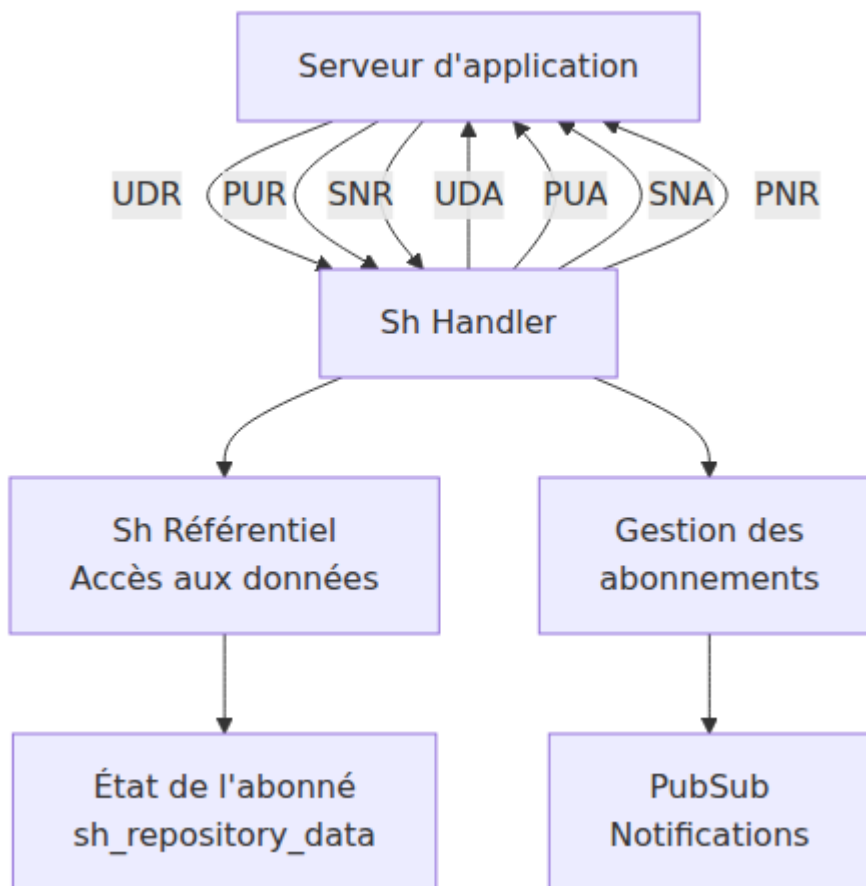 Serveur d'application
UDR PUR SNR UDA PUA SNA PNR
Sh Handler
Sh Référentiel
Accès aux données
Gestion des
abonnements
État de l'abonné
sh_repository_data
PubSub
Notifications